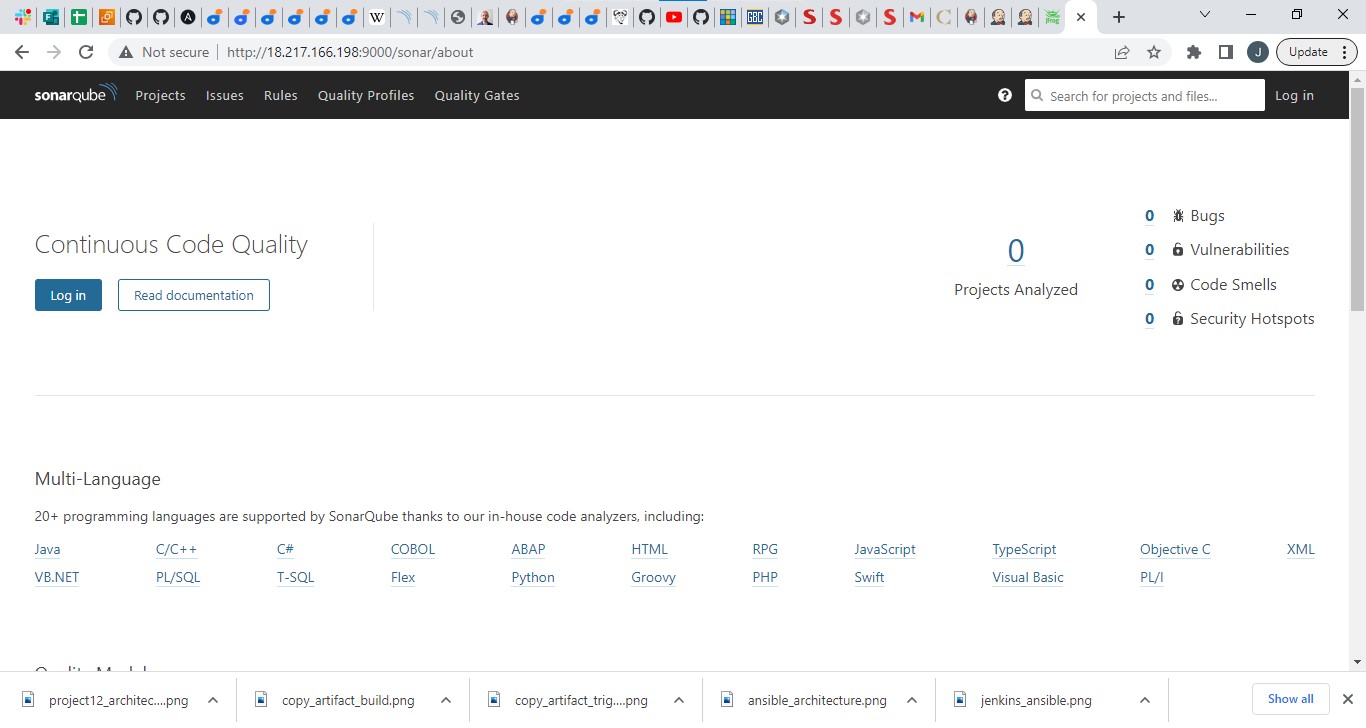 GBC
frog
J
Not secure
http://18.217.166.198:9000/sonar/about
Update
sonarqube
Projects
Issues
Rules
Quality Profiles
Quality Gates
?
Search for projects and files...
Log in
Continuous Code Quality
Log in
Read documentation
0
Projects Analyzed
0 Bugs
0 Vulnerabilities
0 Code Smells
0 Security Hotspots
Multi-Language
20+ programming languages are supported by SonarQube thanks to our in-house code analyzers, including:
Java C/C++ C# COBOL ABAP HTML RPG JavaScript TypeScript Objective C XML
VB.NET PL/SQL T-SQL Flex Python Groovy PHP Swift Visual Basic PL/I
project12_architec....png
copy_artifact_build.png
copy_artifact_trig....png
ansible_architecture.png
jenkins_ansible.png
Show all